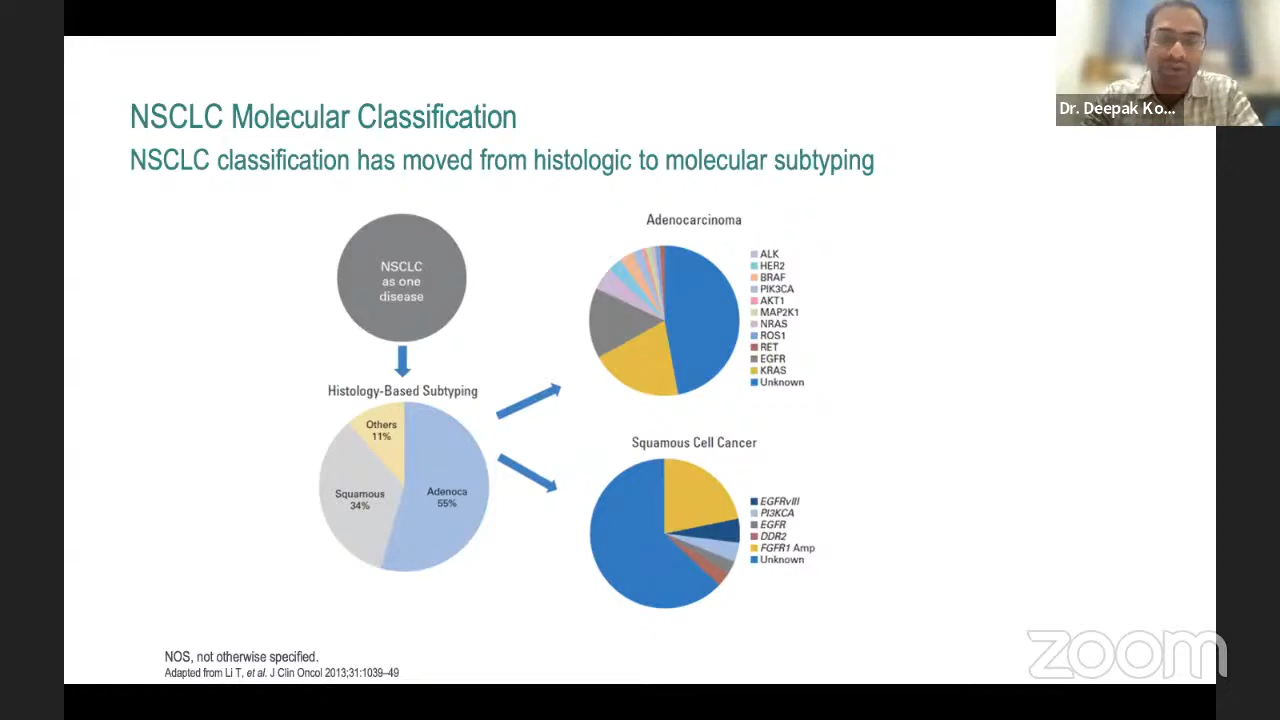 Dr. Deepak Ko...
NSCLC Molecular Classification
NSCLC classification has moved from histologic to molecular subtyping
NSCLC
as one
disease
Histology-Based Subtyping
Others
11%
Squamous
34%
Adenoca
55%
Adenocarcinoma
ALK
HER2
BRAF
PIK3CA
AKT1
MAP2K1
NRAS
ROS1
RET
EGFR
KRAS
Unknown
Squamous Cell Cancer
EGFRvIII
PI3KCA
EGFR
DDR2
FGFR1 Amp
Unknown
NOS, not otherwise specified.
Adapted from Li T, et al. J Clin Oncol 2013;31:1039–49
zoom